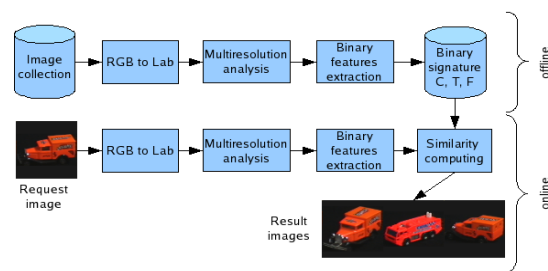 Image
collection
RGB to Lab
Multiresolution
analysis
Binary
features
extraction
Binary
signature
C, T, F
offline
RGB to Lab
Multiresolution
analysis
Binary
features
extraction
Similarity
computing
online
Request
image
Result
images